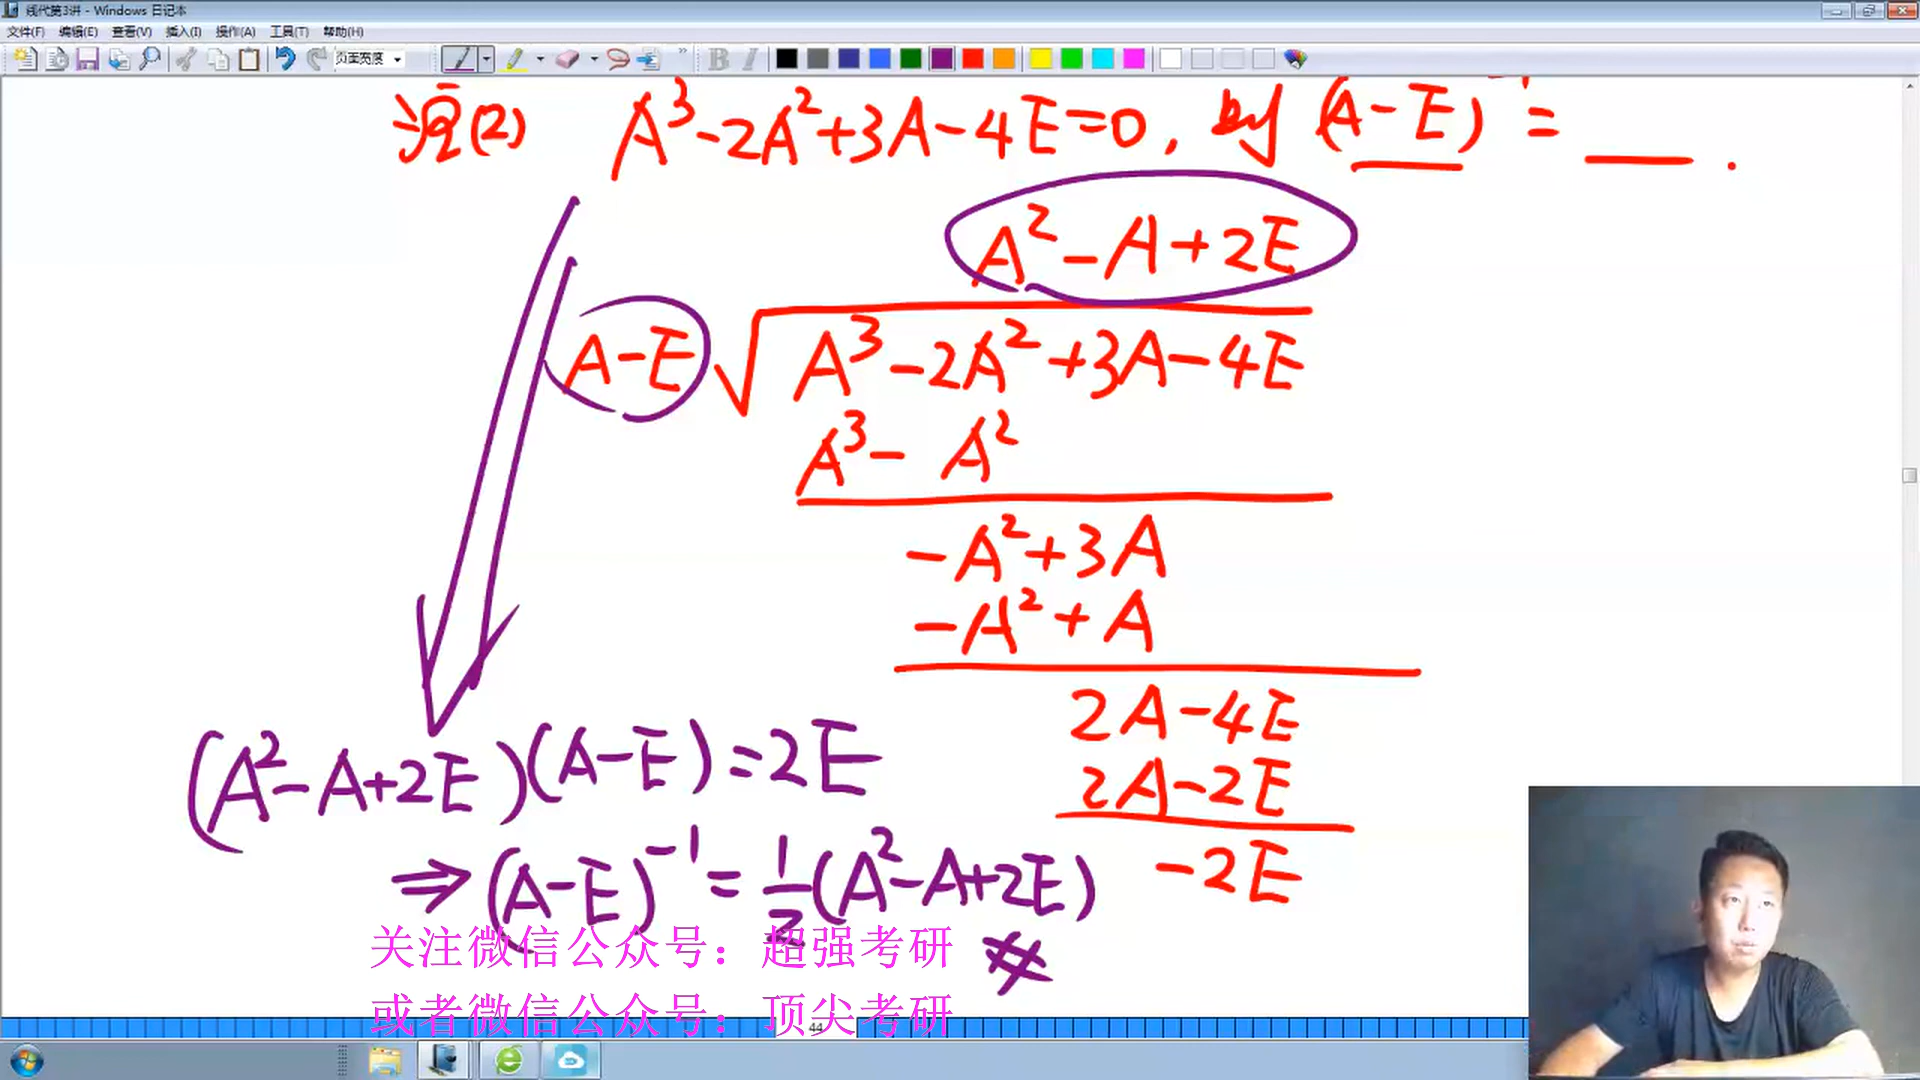 线代第3讲 - Windows 日记本
文件(F) 编辑(E) 查看(V) 插入(I) 操作(A) 工具(T) 帮助(H)
页面宽度
B I
(2) A³-2A²+3A-4E=0, 则 (A-E)⁻¹= ____ .
A²-A+2E
A-E √ A³-2A²+3A-4E
A³- A²
-A²+3A
-A²+A
2A-4E
2A-2E
-2E
(A²-A+2E)(A-E)=2E
⇒(A-E)⁻¹=½(A²-A+2E)
关注微信公众号：超强考研
或者微信公众号：顶尖考研
44